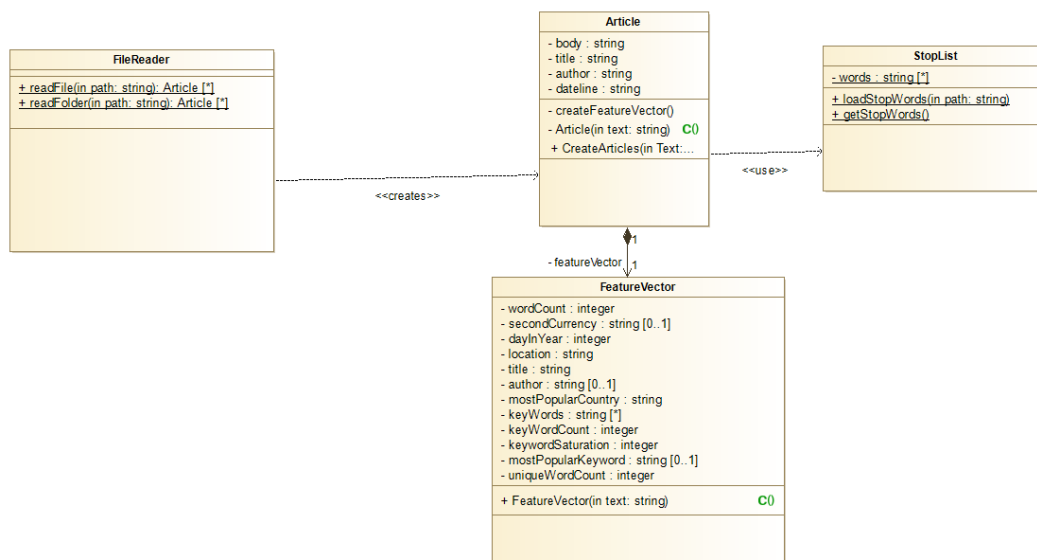 FileReader
+ readFile(in path: string): Article [*]
+ readFolder(in path: string): Article [*]
<<creates>>
Article
- body : string
- title : string
- author : string
- dateline : string
- createFeatureVector()
- Article(in text: string) C()
+ CreateArticles(in Text:...
<<use>>
StopList
- words : string [*]
+ loadStopWords(in path: string)
+ getStopWords()
1
- featureVector
1
FeatureVector
- wordCount : integer
- secondCurrency : string [0..1]
- dayInYear : integer
- location : string
- title : string
- author : string [0..1]
- mostPopularCountry : string
- keyWords : string [*]
- keyWordCount : integer
- keywordSaturation : integer
- mostPopularKeyword : string [0..1]
- uniqueWordCount : integer
+ FeatureVector(in text: string) C()